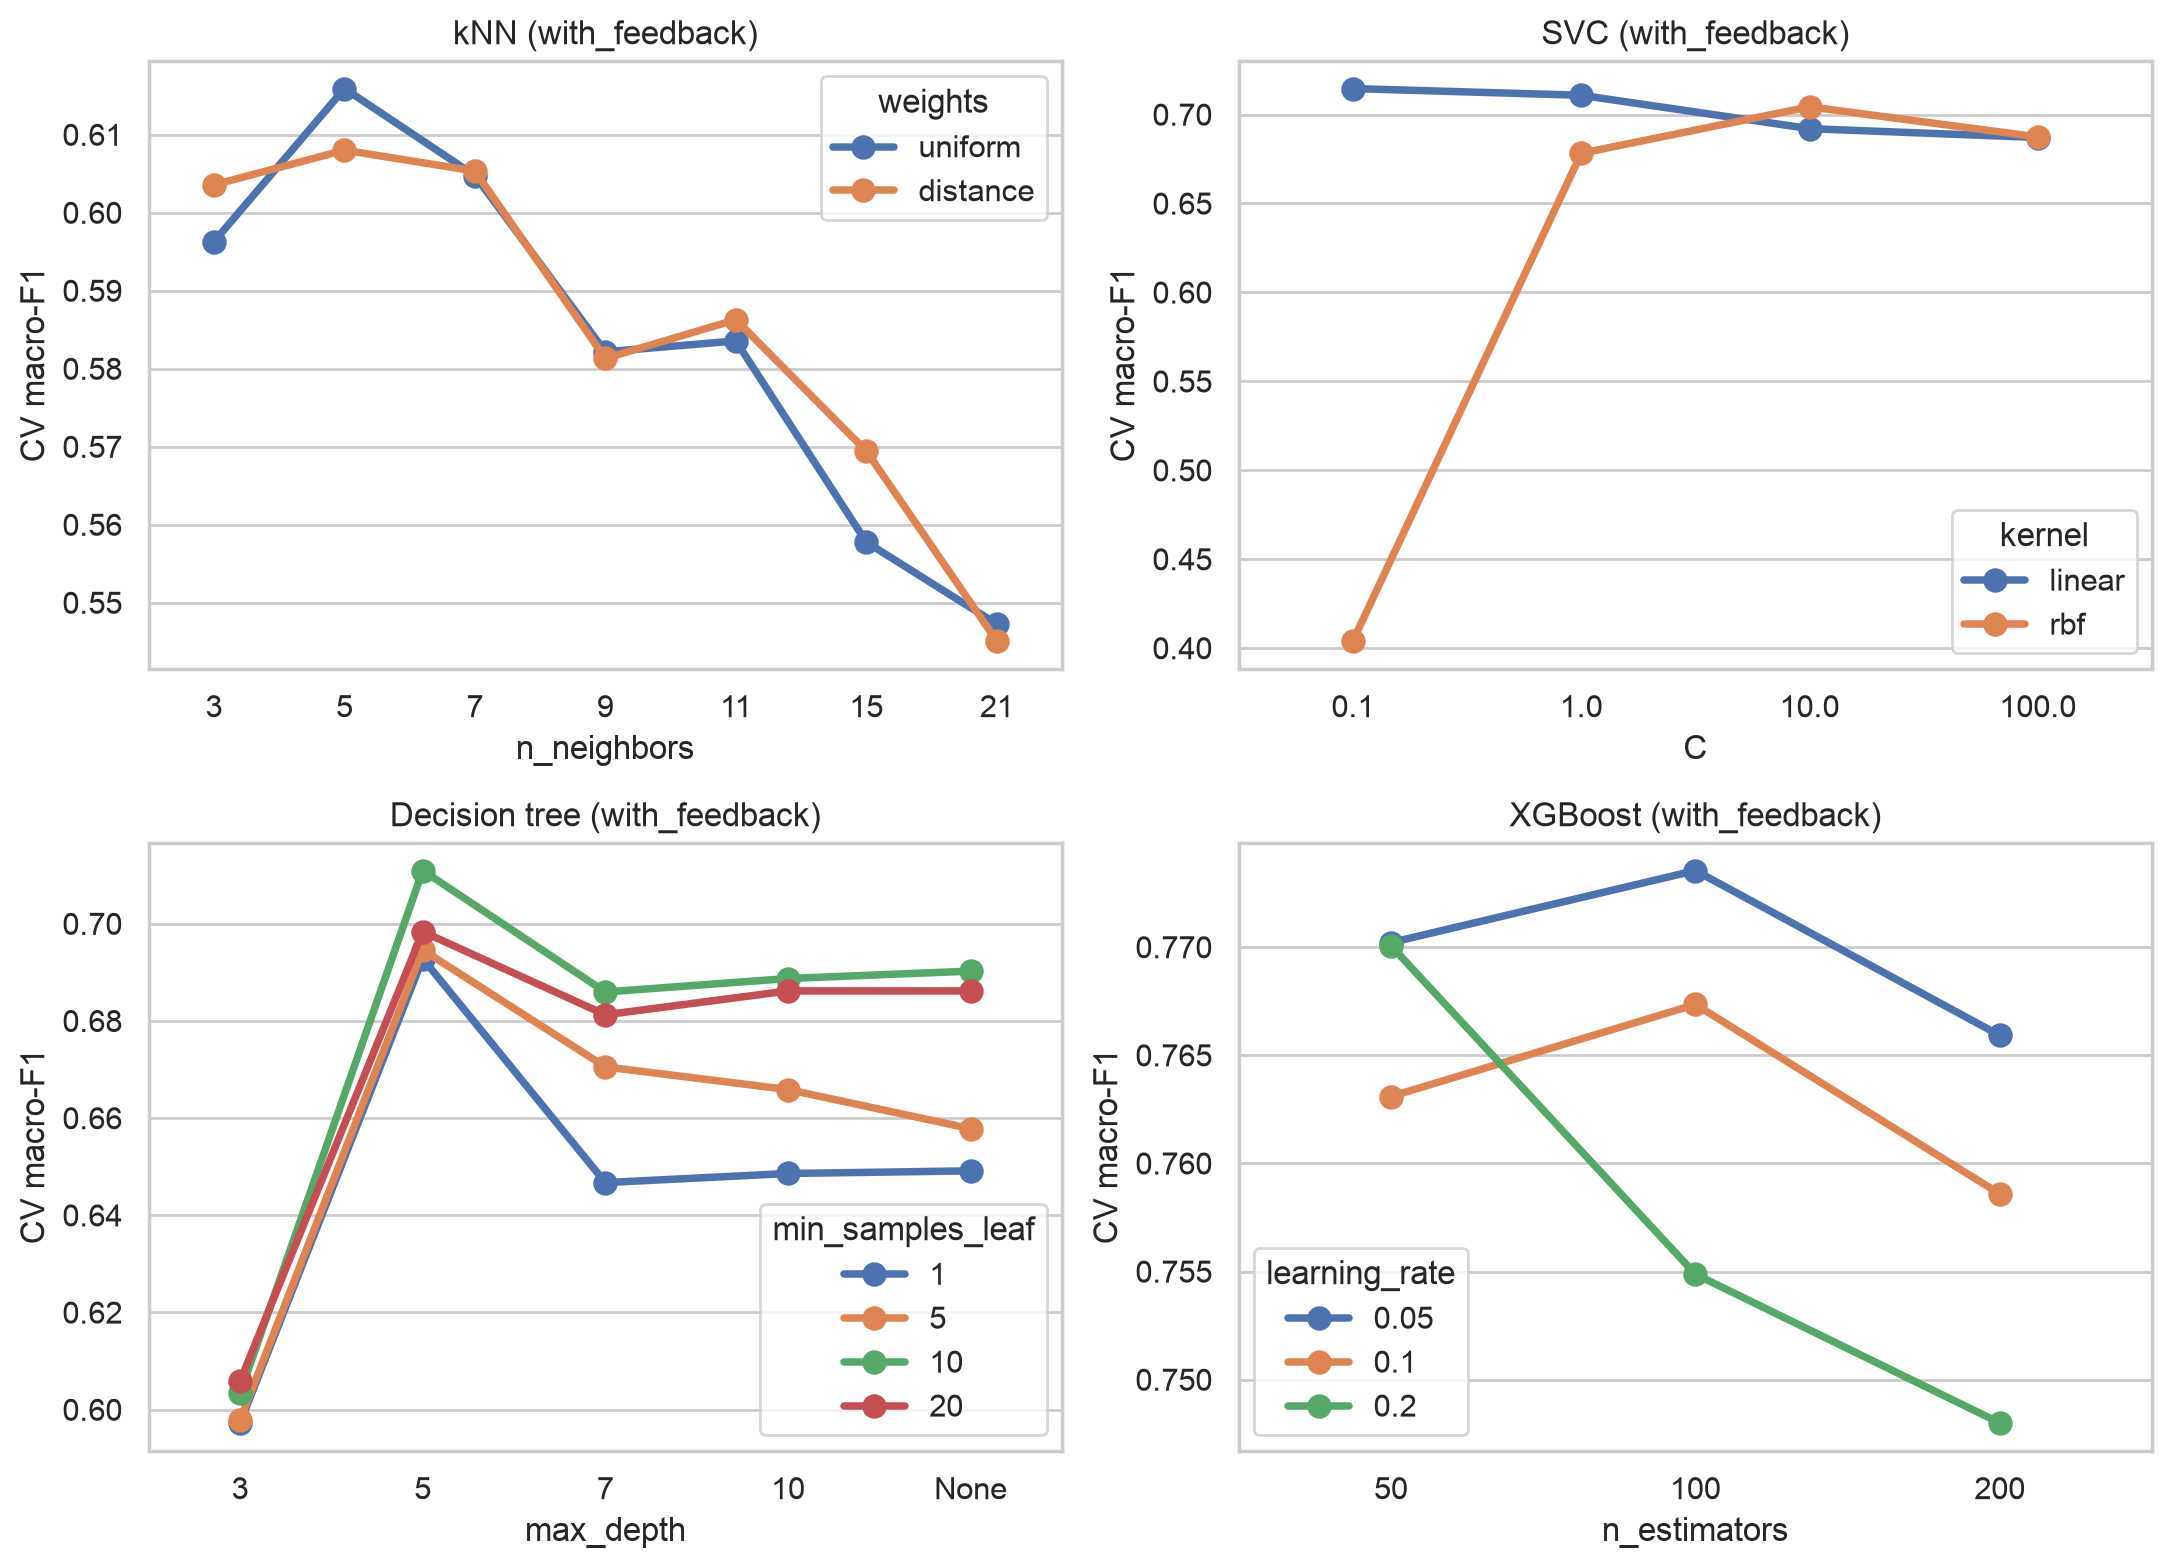 kNN (with_feedback)
CV macro-F1
0.61
0.60
0.59
0.58
0.57
0.56
0.55
weights
uniform
distance
3 5 7 9 11 15 21
n_neighbors
SVC (with_feedback)
CV macro-F1
0.70
0.65
0.60
0.55
0.50
0.45
0.40
kernel
linear
rbf
0.1 1.0 10.0 100.0
C
Decision tree (with_feedback)
CV macro-F1
0.70
0.68
0.66
0.64
0.62
0.60
min_samples_leaf
1
5
10
20
3 5 7 10 None
max_depth
XGBoost (with_feedback)
CV macro-F1
0.770
0.765
0.760
0.755
0.750
learning_rate
0.05
0.1
0.2
50 100 200
n_estimators